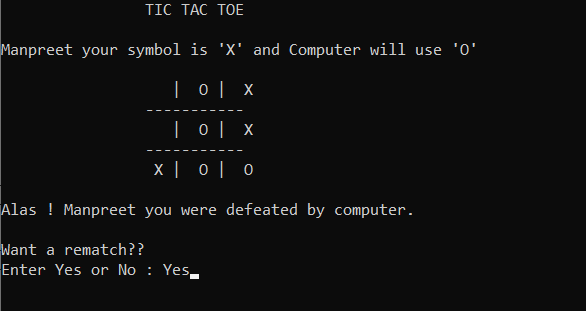 TIC TAC TOE
Manpreet your symbol is 'X' and Computer will use 'O'
| O | X
-----------
| O | X
-----------
X | O | O
Alas ! Manpreet you were defeated by computer.
Want a rematch??
Enter Yes or No : Yes